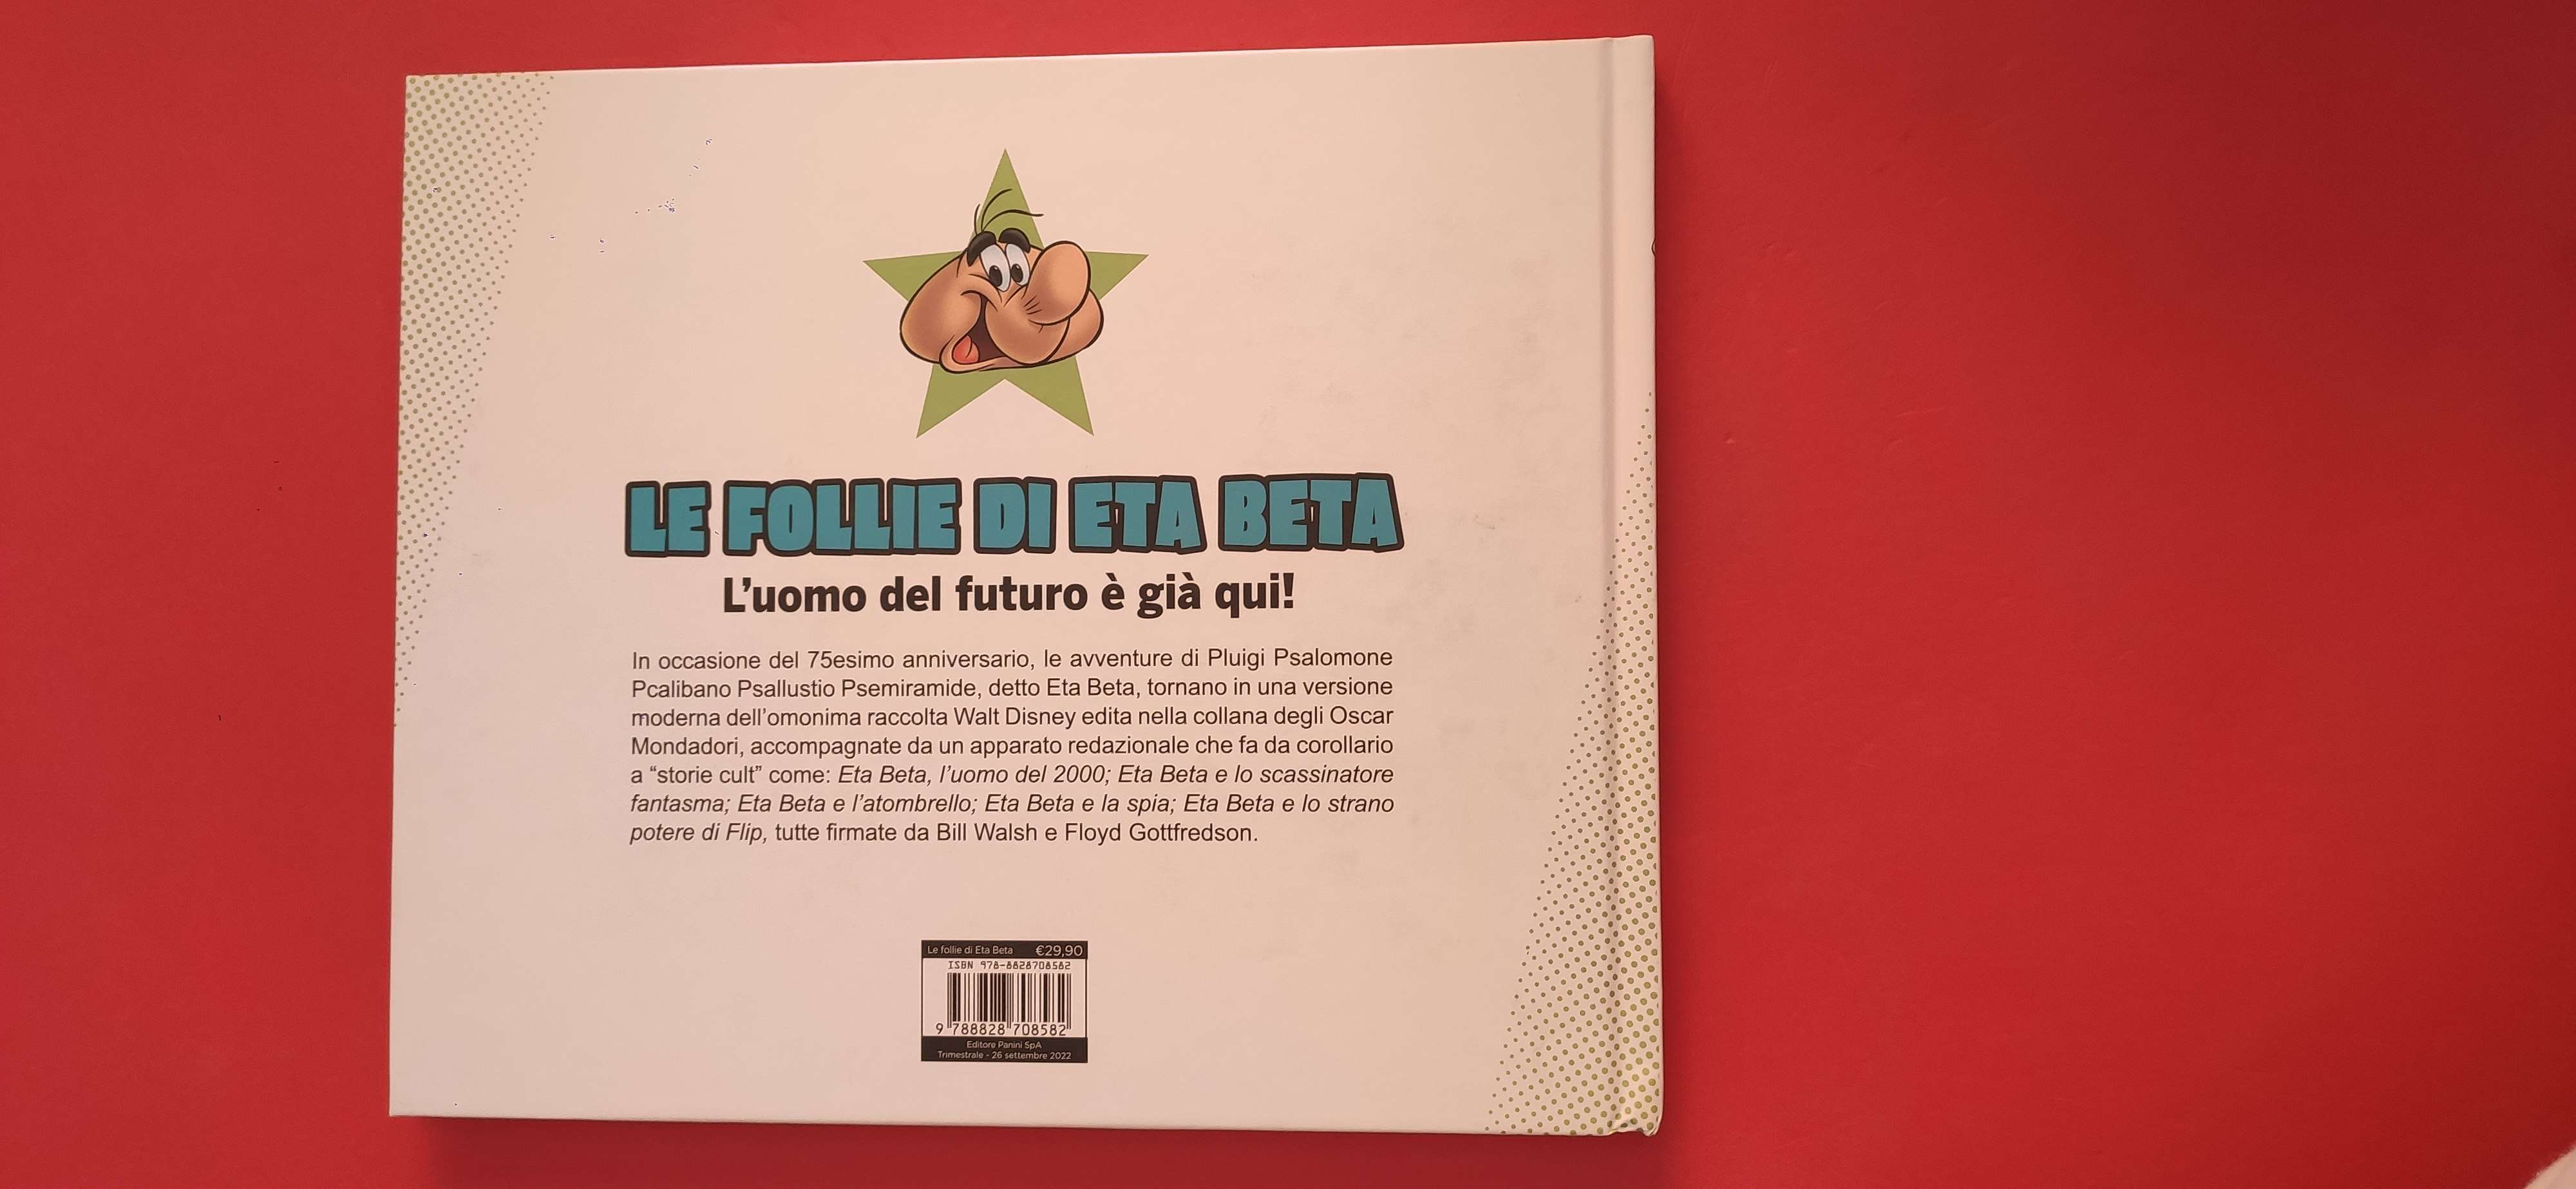 LE FOLLIE DI ETA BETA
L'uomo del futuro è già qui!
In occasione del 75esimo anniversario, le avventure di Pluigi Psalomone
Pcalibano Psallustio Psemiramide, detto Eta Beta, tornano in una versione
moderna dell'omonima raccolta Walt Disney edita nella collana degli Oscar
Mondadori, accompagnate da un apparato redazionale che fa da corollario
a “storie cult” come: Eta Beta, l'uomo del 2000; Eta Beta e lo scassinatore
fantasma; Eta Beta e l'atombrello; Eta Beta e la spia; Eta Beta e lo strano
potere di Flip, tutte firmate da Bill Walsh e Floyd Gottfredson.
Le follie di Eta Beta €29,90
ISBN 978-8828708582
9 788828 708582
Editore Panini SpA
Trimestrale - 26 settembre 2022